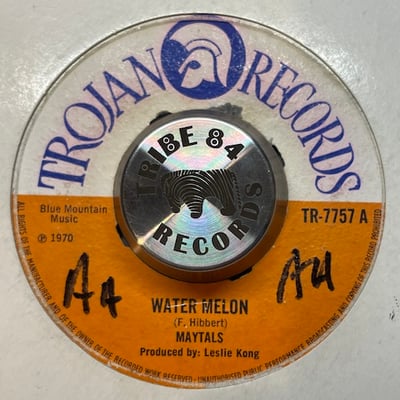 TROJAN RECORDS
TRIBE 84
RECORDS
Blue Mountain
Music
℗ 1970
TR-7757 A
A4
A4
WATER MELON
(F. Hibbert)
MAYTALS
Produced by: Leslie Kong
ALL RIGHTS OF THE MANUFACTURER AND OF THE OWNER OF THE RECORDED WORK RESERVED - UNAUTHORISED PUBLIC PERFORMANCE BROADCASTING AND COPYING OF THIS RECORD PROHIBITED